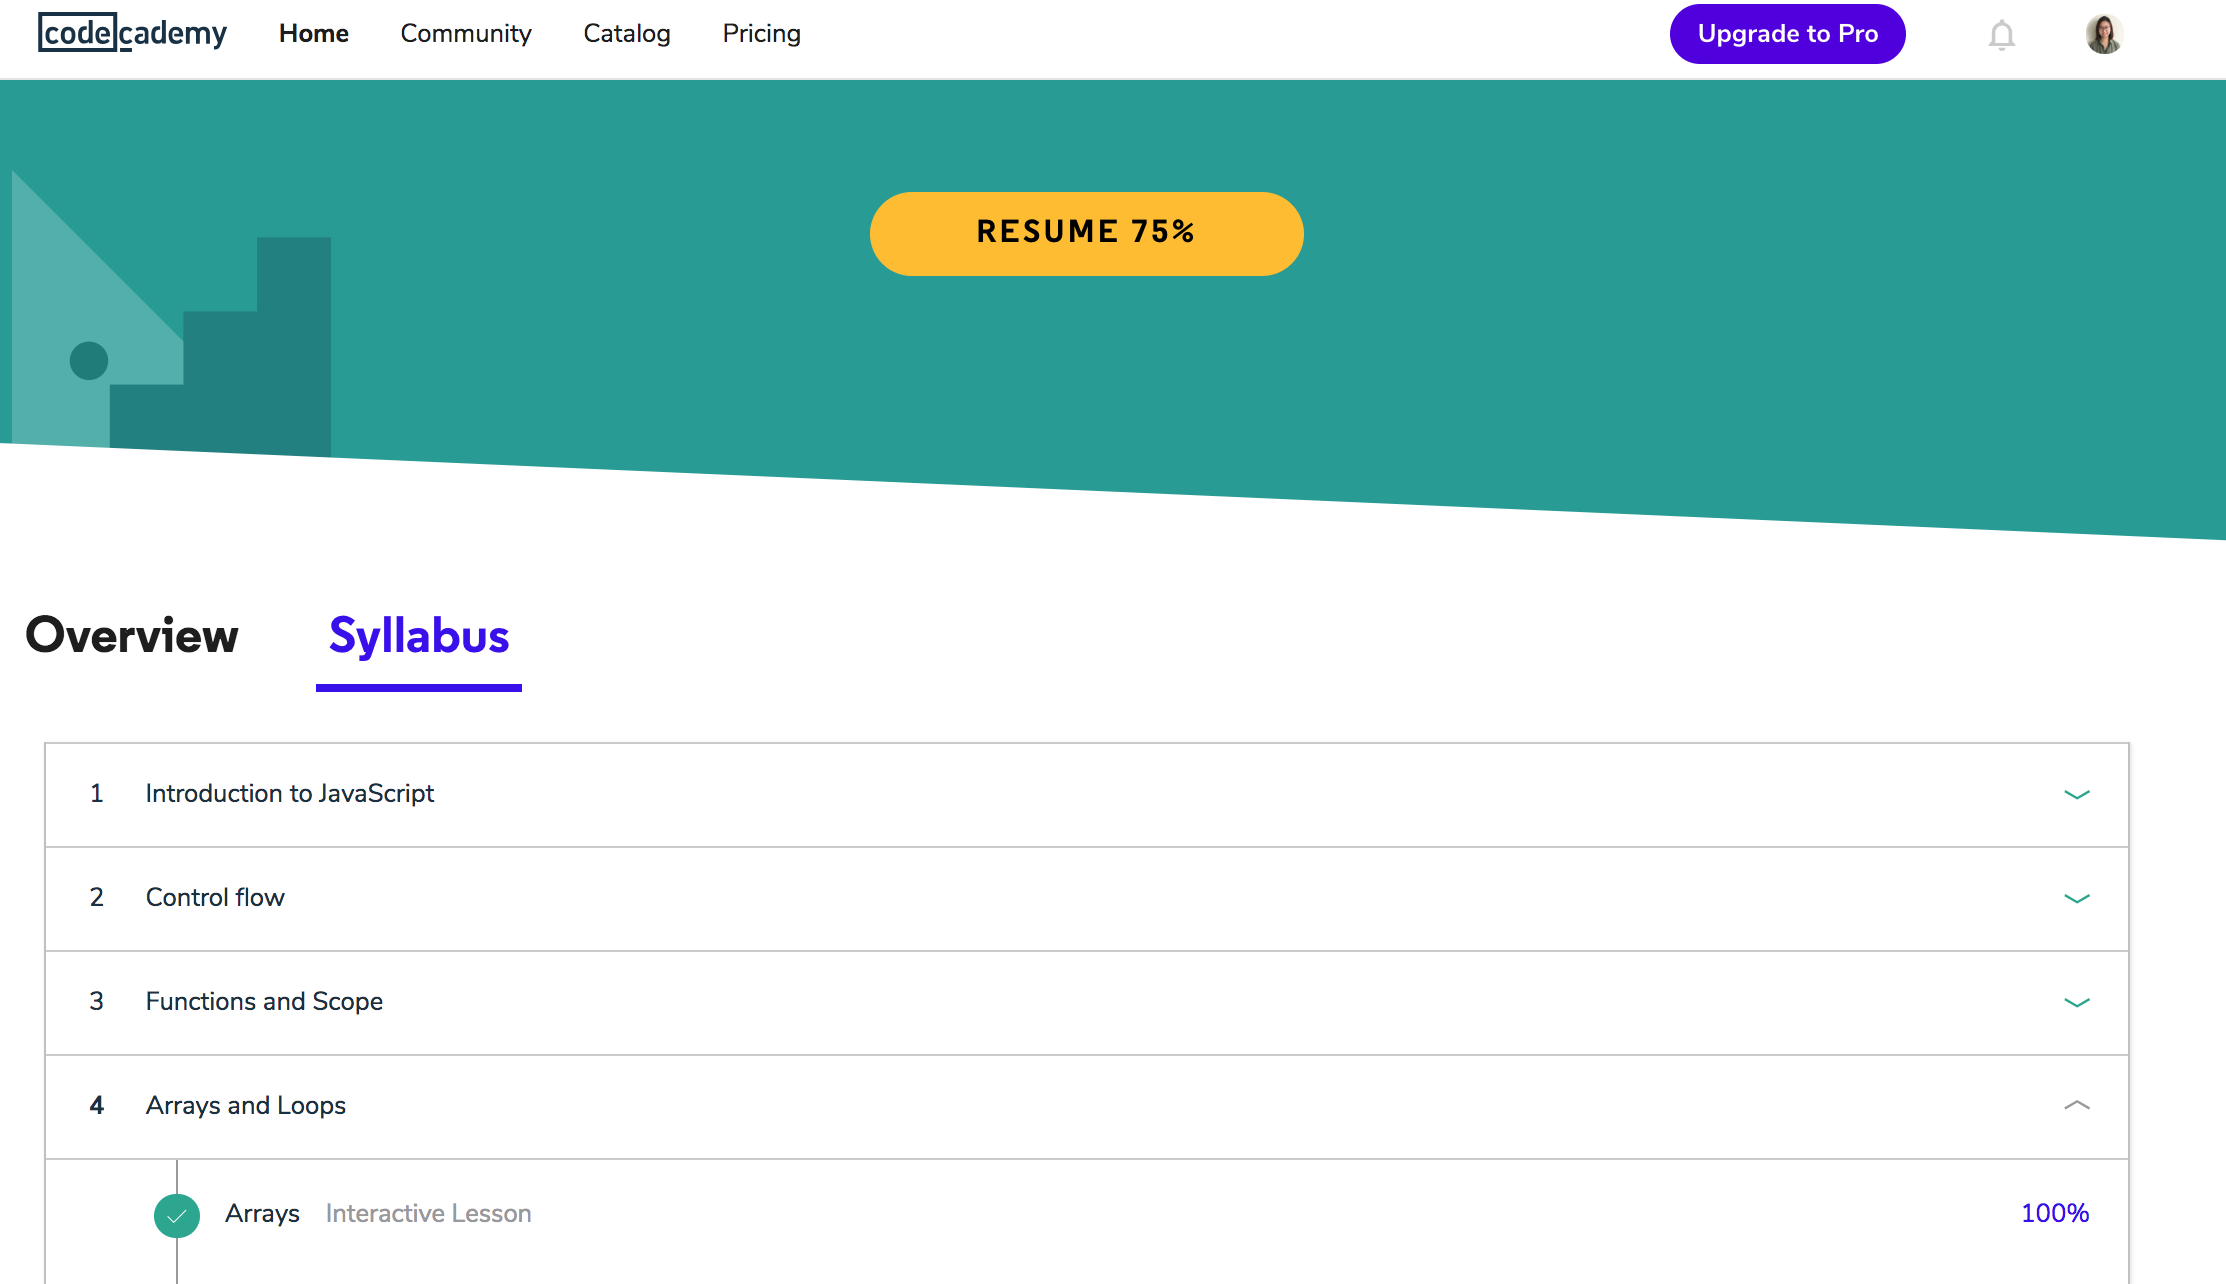 codecademy Home Community Catalog Pricing Upgrade to Pro
RESUME 75%
Overview Syllabus
1 Introduction to JavaScript
2 Control flow
3 Functions and Scope
4 Arrays and Loops
Arrays Interactive Lesson 100%